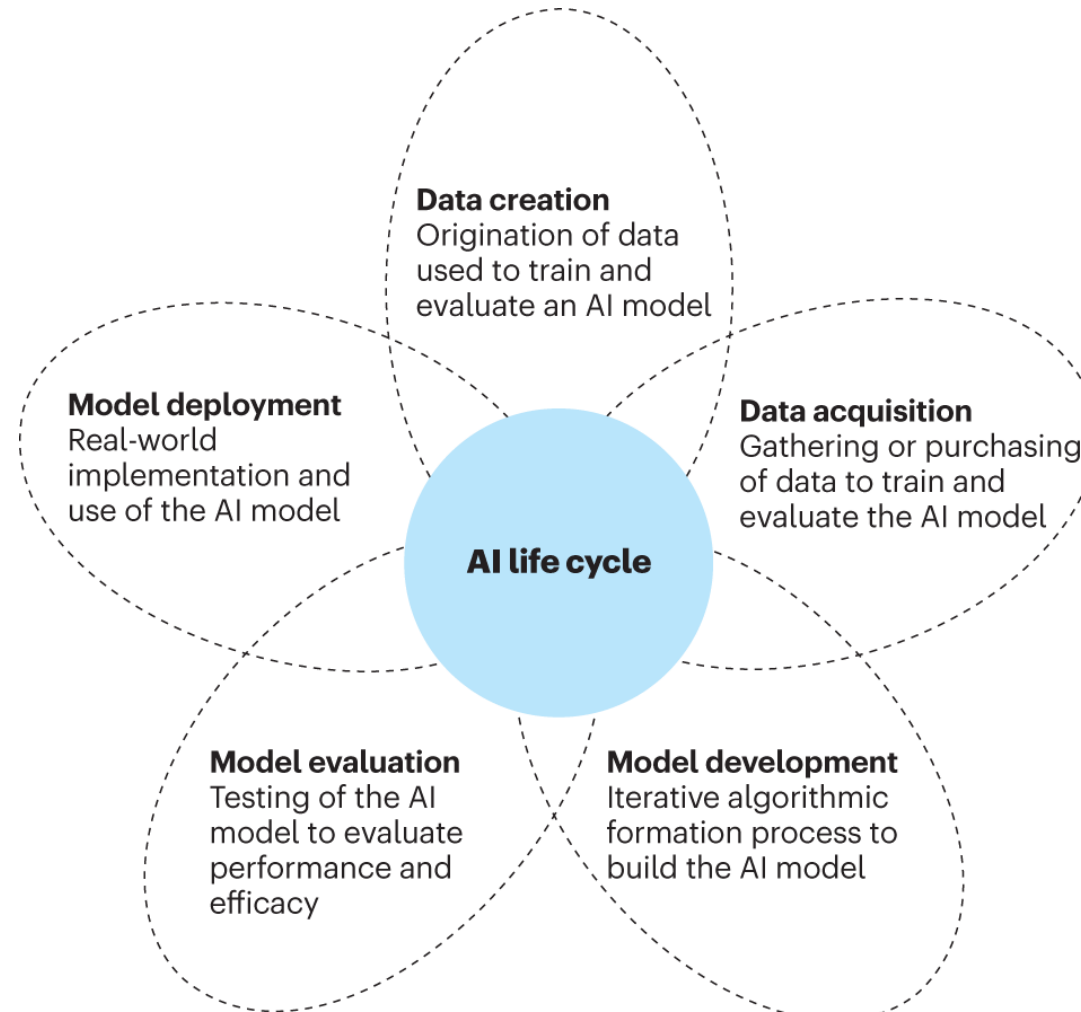 Data creation
Origination of data
used to train and
evaluate an AI model
Model deployment
Real-world
implementation and
use of the AI model
Data acquisition
Gathering or purchasing
of data to train and
evaluate the AI model
AI life cycle
Model evaluation
Testing of the AI
model to evaluate
performance and
efficacy
Model development
Iterative algorithmic
formation process to
build the AI model